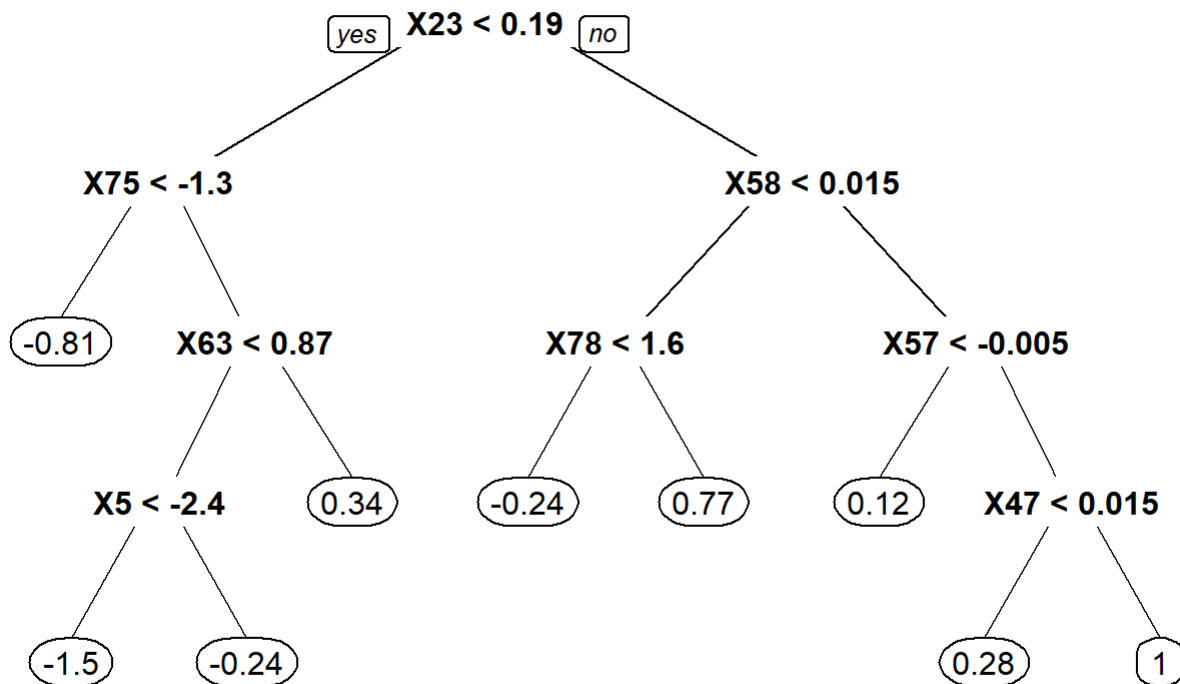 yes X23 < 0.19 no
X75 < -1.3 X58 < 0.015
-0.81 X63 < 0.87 X78 < 1.6 X57 < -0.005
X5 < -2.4 0.34 -0.24 0.77 0.12 X47 < 0.015
-1.5 -0.24 0.28 1